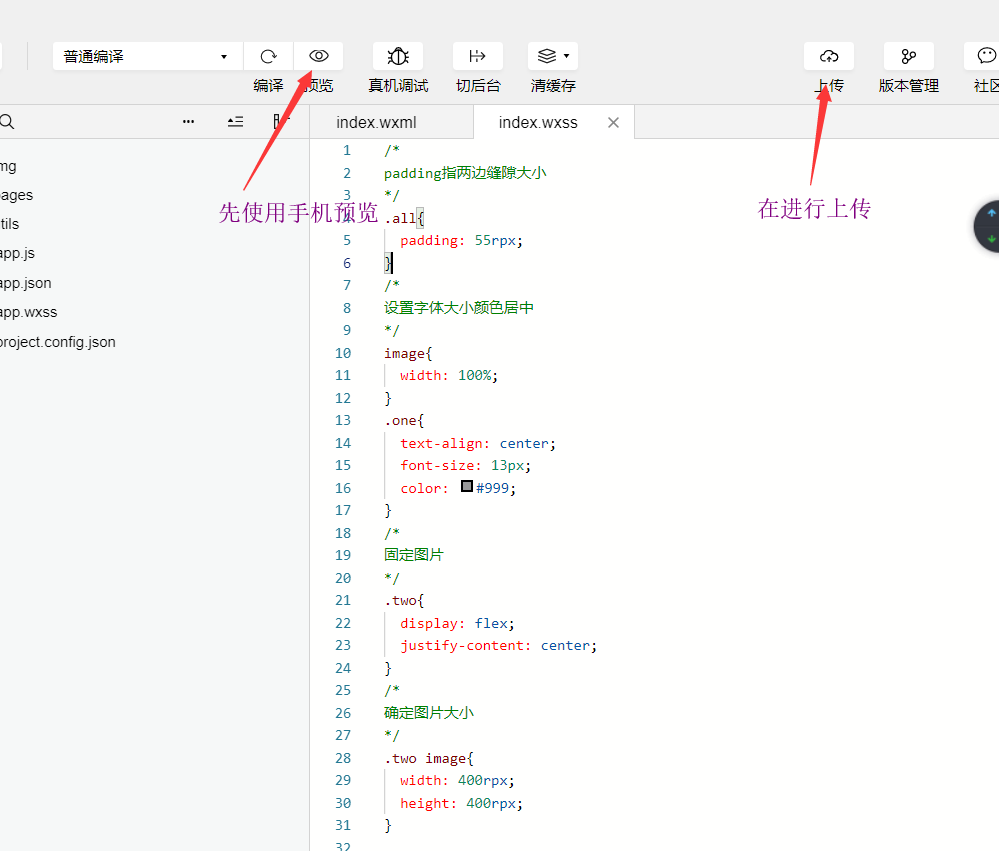 普通编译
编译 预览 真机调试 切后台 清缓存 上传 版本管理 社区
index.wxml index.wxss
mg
ages
tils
app.js
app.json
app.wxss
project.config.json
先使用手机预览
在进行上传
1 /*
2 padding指两边缝隙大小
3 */
4 .all{
5 padding: 55rpx;
6 }
7 /*
8 设置字体大小颜色居中
9 */
10 image{
11 width: 100%;
12 }
13 .one{
14 text-align: center;
15 font-size: 13px;
16 color: #999;
17 }
18 /*
19 固定图片
20 */
21 .two{
22 display: flex;
23 justify-content: center;
24 }
25 /*
26 确定图片大小
27 */
28 .two image{
29 width: 400rpx;
30 height: 400rpx;
31 }
32